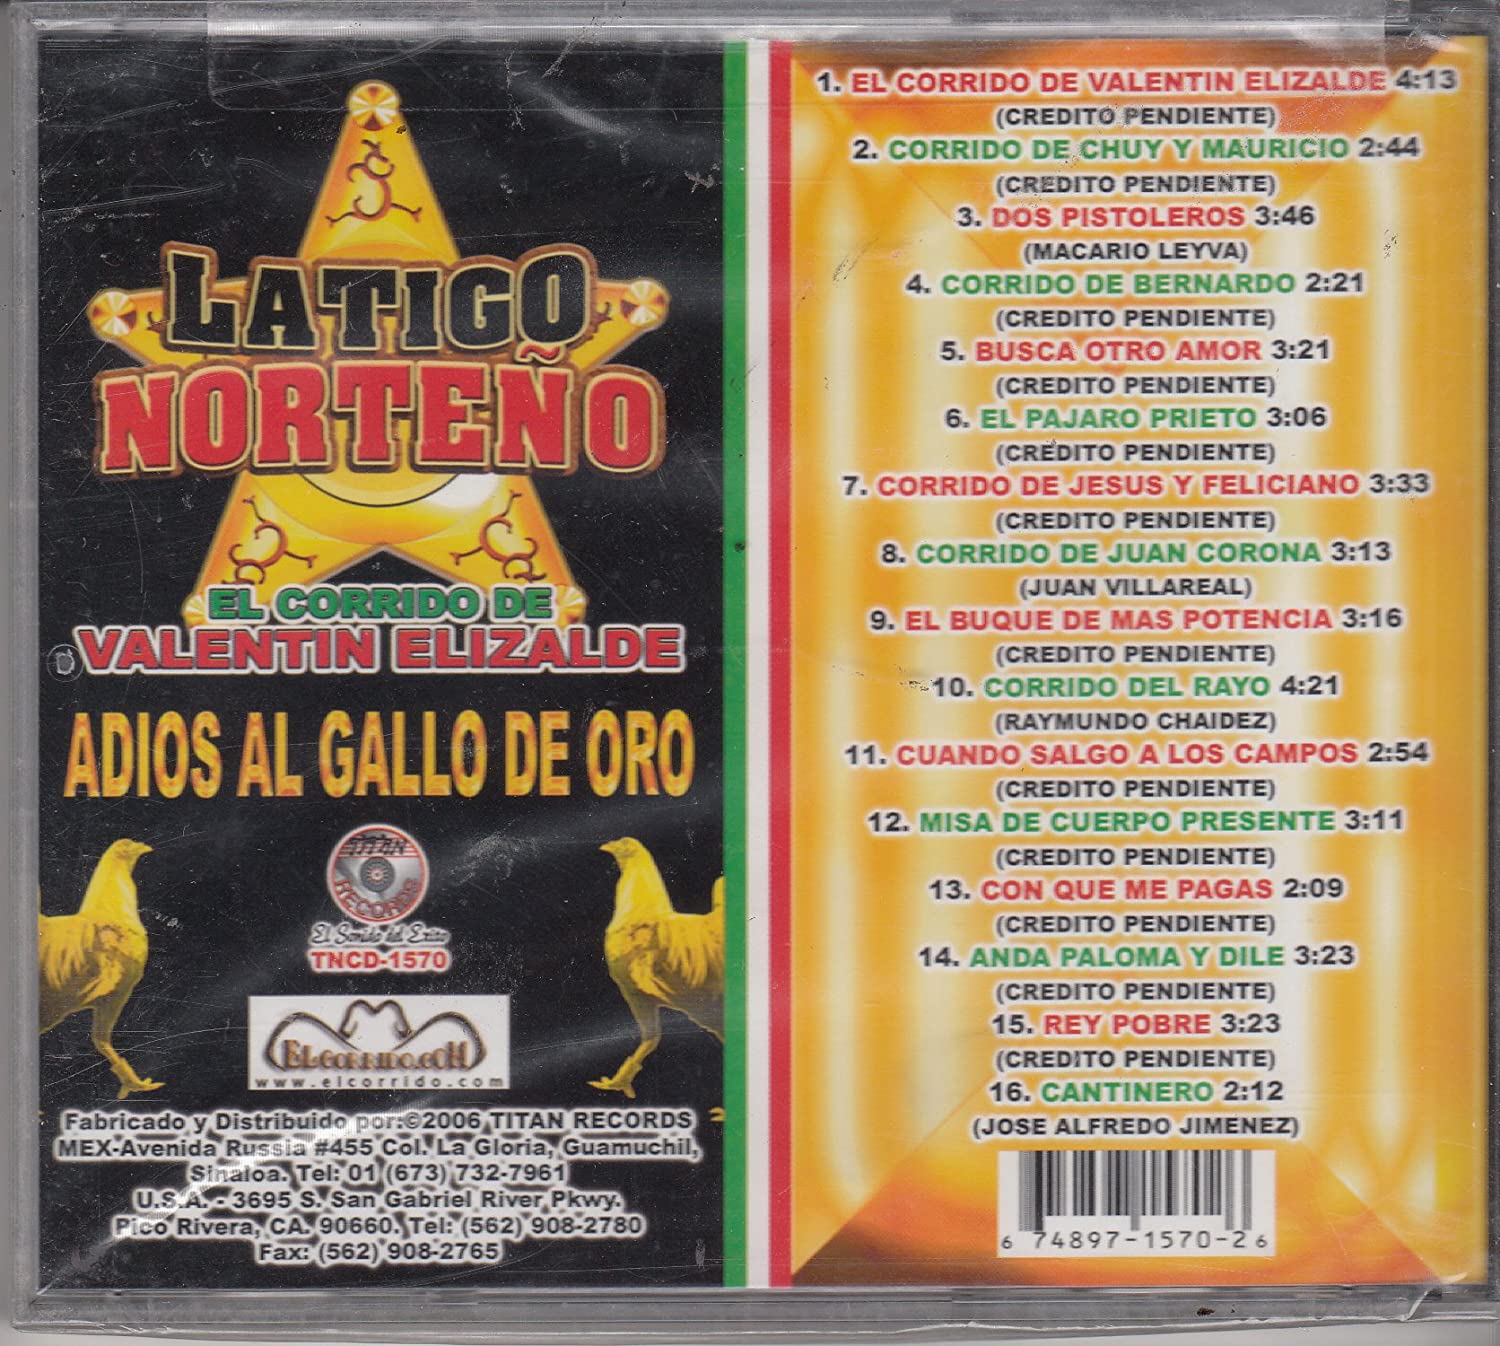 LATIGO
NORTEÑO
EL CORRIDO DE
VALENTIN ELIZALDE
ADIOS AL GALLO DE ORO
TITAN
RECORDS
El Sonido del Exito
TNCD-1570
ELCORRIDO.COM
www.elcorrido.com
Fabricado y Distribuido por:©2006 TITAN RECORDS
MEX-Avenida Russia #455 Col. La Gloria, Guamuchil,
Sinaloa. Tel: 01 (673) 732-7961
U.S.A. - 3695 S. San Gabriel River Pkwy.
Pico Rivera, CA. 90660. Tel: (562) 908-2780
Fax: (562) 908-2765
1. EL CORRIDO DE VALENTIN ELIZALDE 4:13
(CREDITO PENDIENTE)
2. CORRIDO DE CHUY Y MAURICIO 2:44
(CREDITO PENDIENTE)
3. DOS PISTOLEROS 3:46
(MACARIO LEYVA)
4. CORRIDO DE BERNARDO 2:21
(CREDITO PENDIENTE)
5. BUSCA OTRO AMOR 3:21
(CREDITO PENDIENTE)
6. EL PAJARO PRIETO 3:06
(CREDITO PENDIENTE)
7. CORRIDO DE JESUS Y FELICIANO 3:33
(CREDITO PENDIENTE)
8. CORRIDO DE JUAN CORONA 3:13
(JUAN VILLAREAL)
9. EL BUQUE DE MAS POTENCIA 3:16
(CREDITO PENDIENTE)
10. CORRIDO DEL RAYO 4:21
(RAYMUNDO CHAIDEZ)
11. CUANDO SALGO A LOS CAMPOS 2:54
(CREDITO PENDIENTE)
12. MISA DE CUERPO PRESENTE 3:11
(CREDITO PENDIENTE)
13. CON QUE ME PAGAS 2:09
(CREDITO PENDIENTE)
14. ANDA PALOMA Y DILE 3:23
(CREDITO PENDIENTE)
15. REY POBRE 3:23
(CREDITO PENDIENTE)
16. CANTINERO 2:12
(JOSE ALFREDO JIMENEZ)
6 74897-1570-2 6